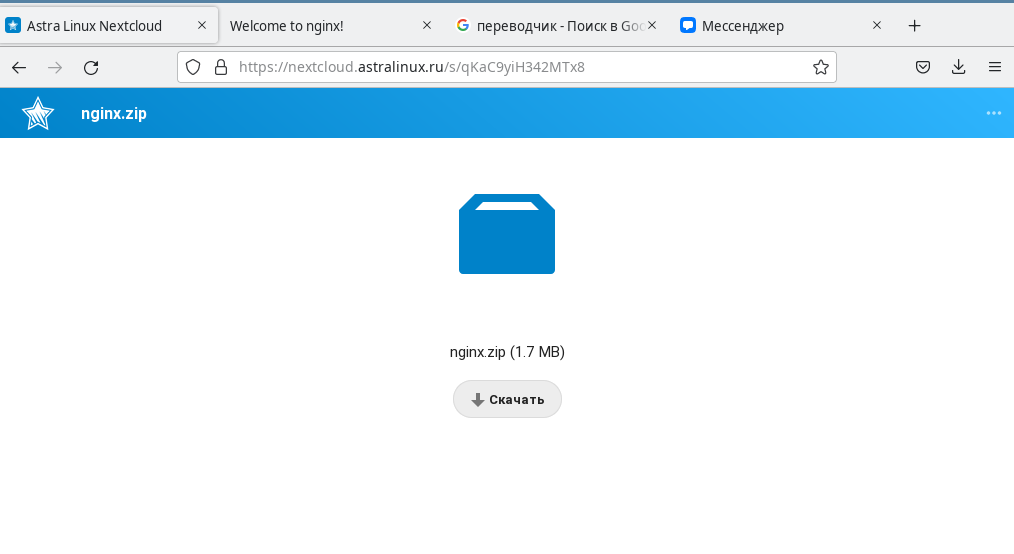 Astra Linux Nextcloud
Welcome to nginx!
переводчик - Поиск в Goo
Мессенджер
https://nextcloud.astralinux.ru/s/qKaC9yiH342MTx8
nginx.zip
nginx.zip (1.7 MB)
Скачать